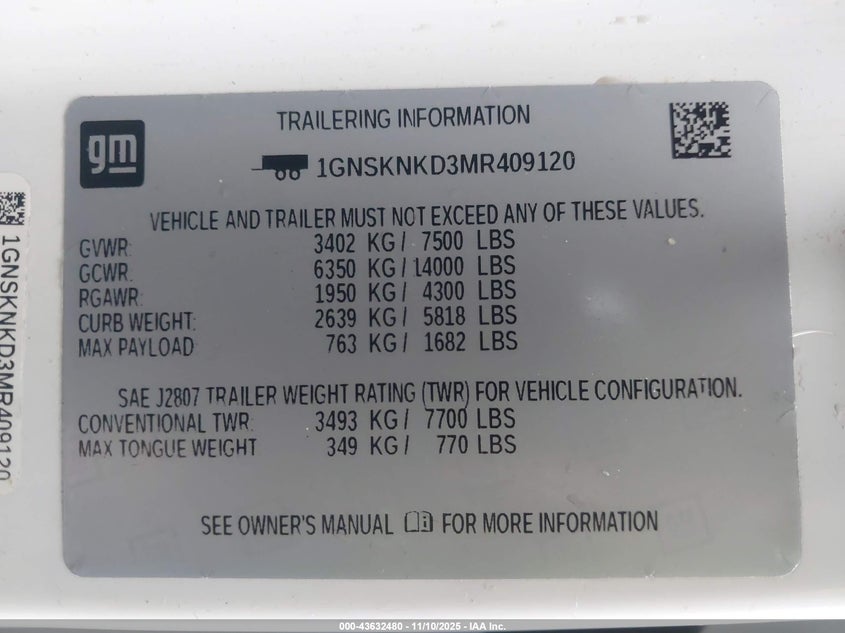 TRAILERING INFORMATION
gm
1GNSKNKD3MR409120
VEHICLE AND TRAILER MUST NOT EXCEED ANY OF THESE VALUES.
GVWR: 3402 KG / 7500 LBS
GCWR: 6350 KG / 14000 LBS
RGAWR: 1950 KG / 4300 LBS
CURB WEIGHT: 2639 KG / 5818 LBS
MAX PAYLOAD 763 KG / 1682 LBS
SAE J2807 TRAILER WEIGHT RATING (TWR) FOR VEHICLE CONFIGURATION.
CONVENTIONAL TWR: 3493 KG / 7700 LBS
MAX TONGUE WEIGHT 349 KG / 770 LBS
SEE OWNER'S MANUAL FOR MORE INFORMATION
1GNSKNKD3MR409120
000-43632480 - 11/10/2025 - IAA Inc.